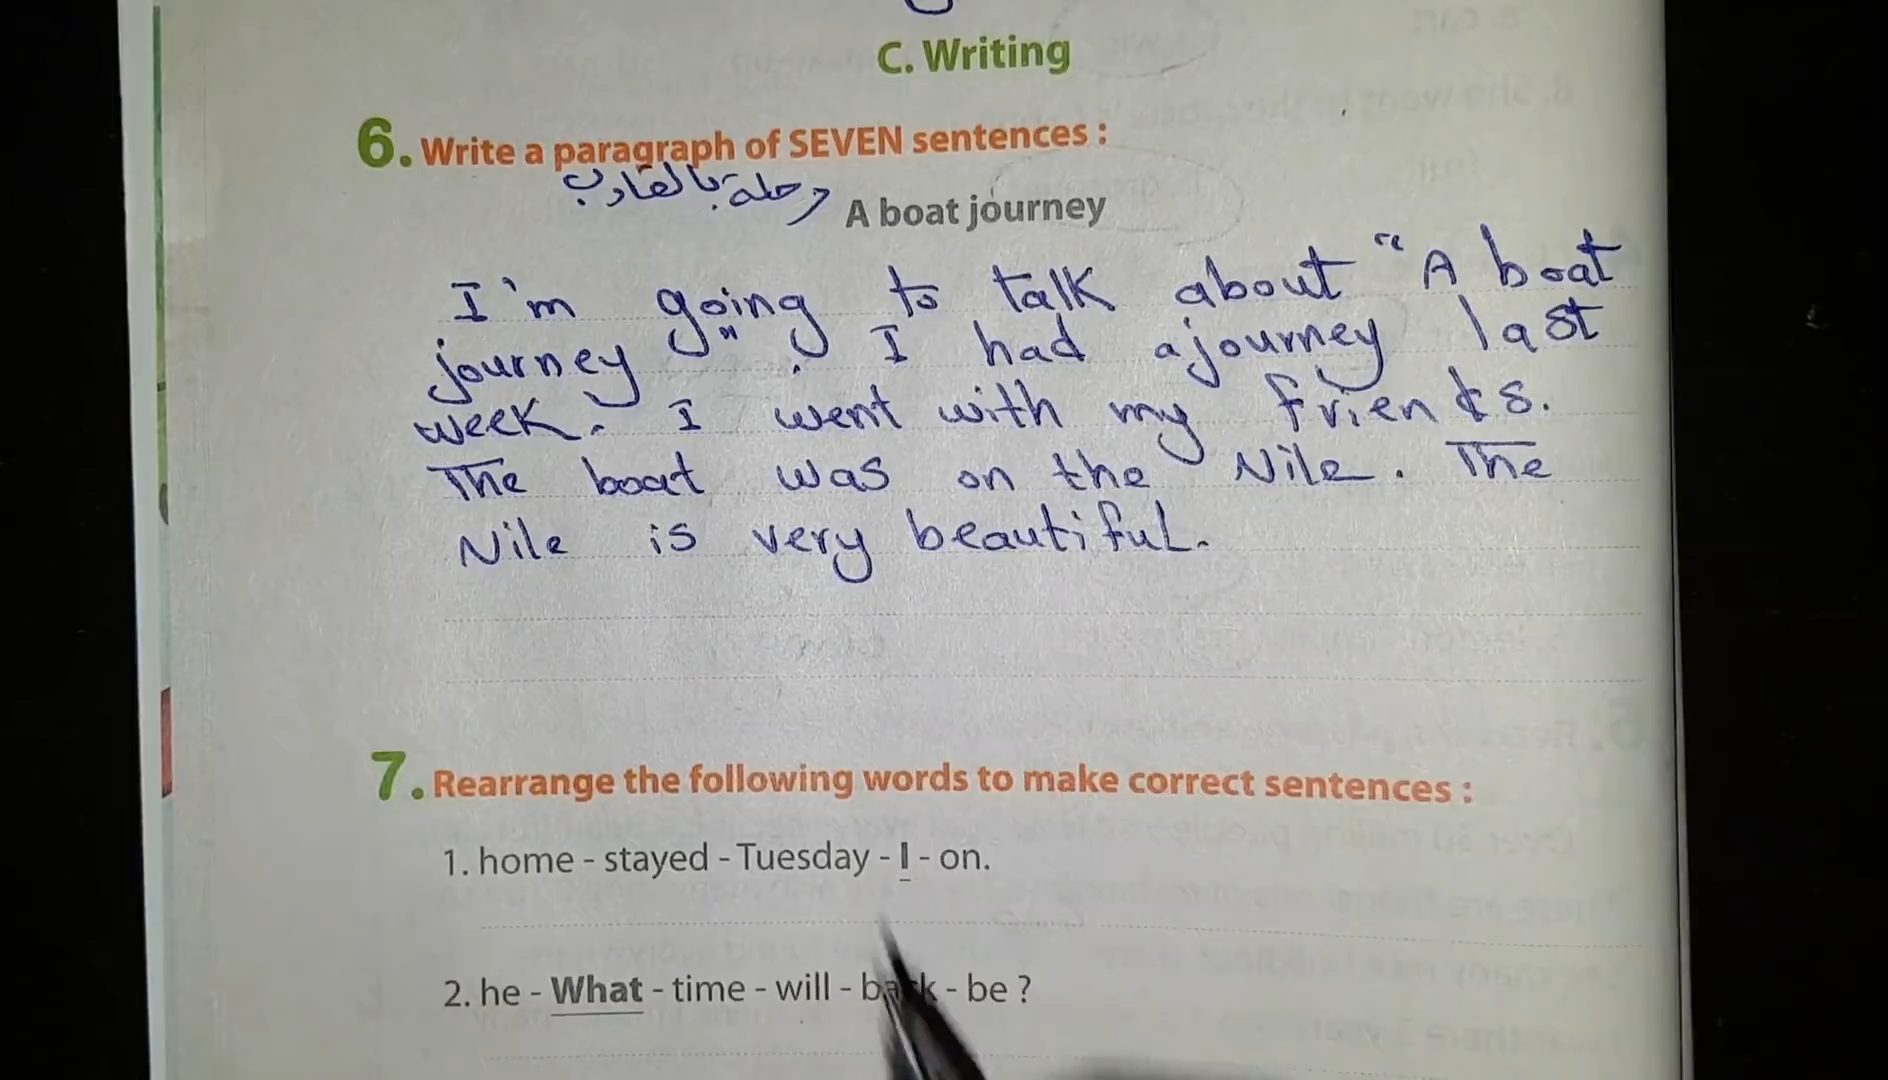 C. Writing
6. Write a paragraph of SEVEN sentences :
رحلة بالقارب
A boat journey
I'm going to talk about "A boat
journey". I had a journey last
week. I went with my friends.
The boat was on the Nile. The
Nile is very beautiful.
7. Rearrange the following words to make correct sentences :
1. home - stayed - Tuesday - I - on.
2. he - What - time - will - back - be ?